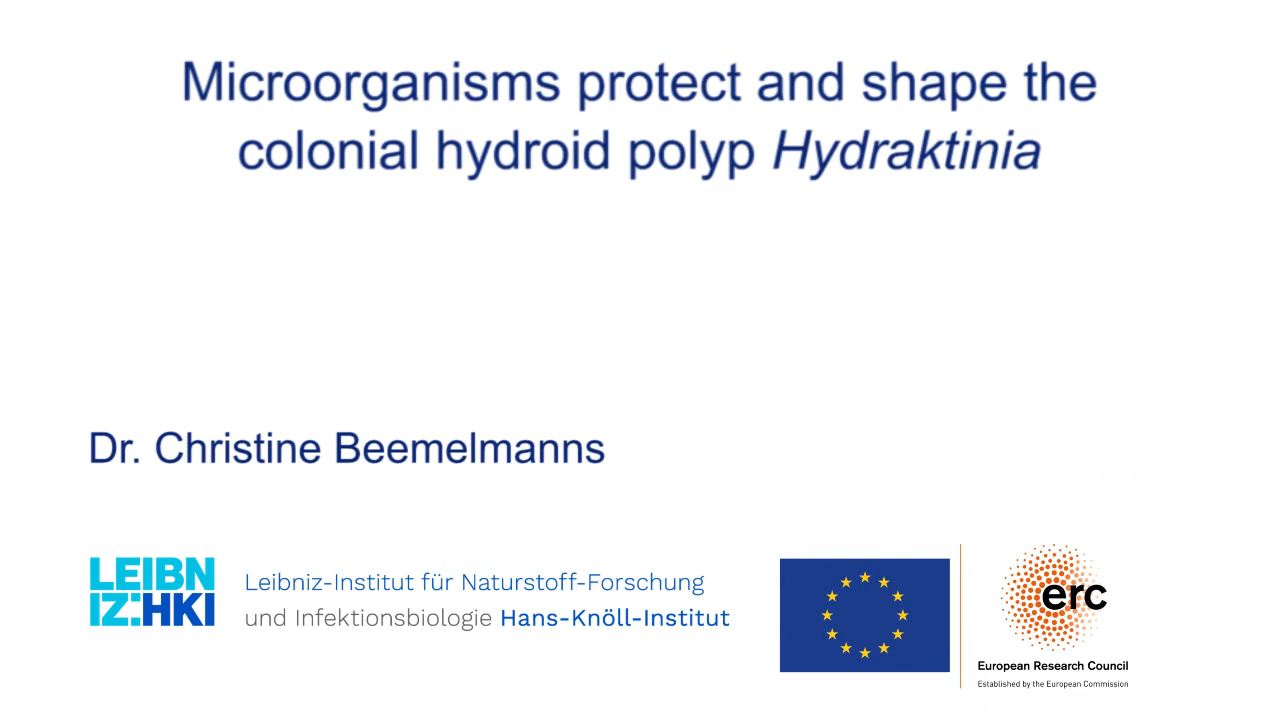 Microorganisms protect and shape the
colonial hydroid polyp Hydraktinia
Dr. Christine Beemelmanns
LEIBN
IZ:HKI
Leibniz-Institut für Naturstoff-Forschung
und Infektionsbiologie Hans-Knöll-Institut
erc
European Research Council
Established by the European Commission